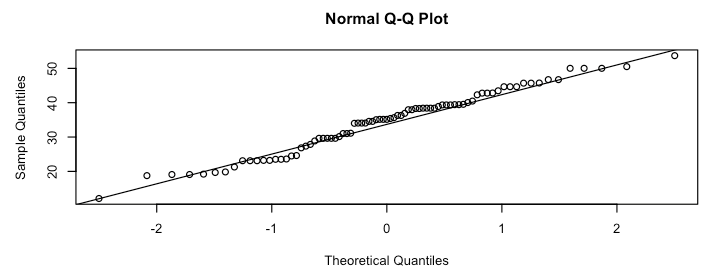 Normal Q-Q Plot
Sample Quantiles
50
40
30
20
-2 -1 0 1 2
Theoretical Quantiles